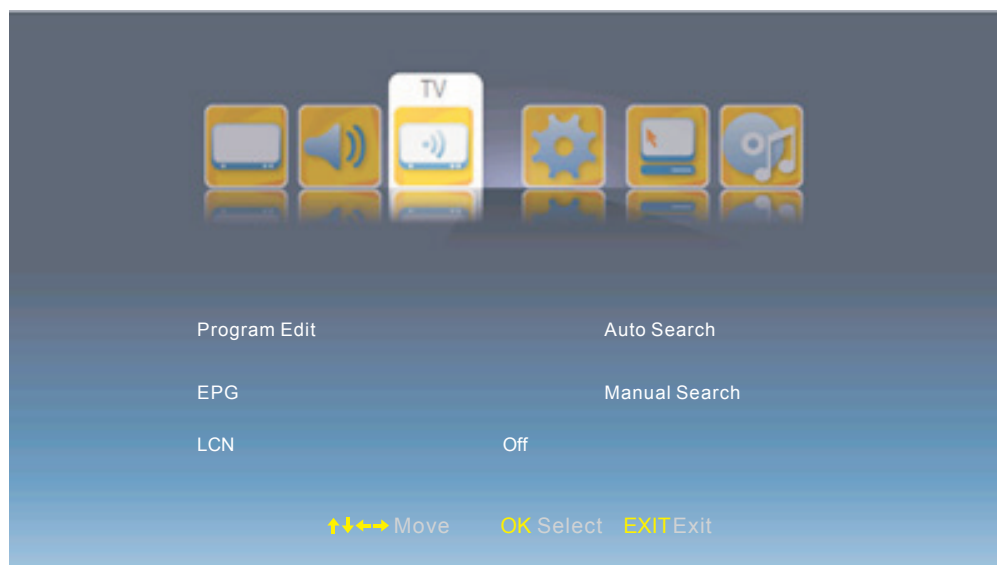 TV
Program Edit Auto Search
EPG Manual Search
LCN Off
↑↓←→ Move OK Select EXIT Exit